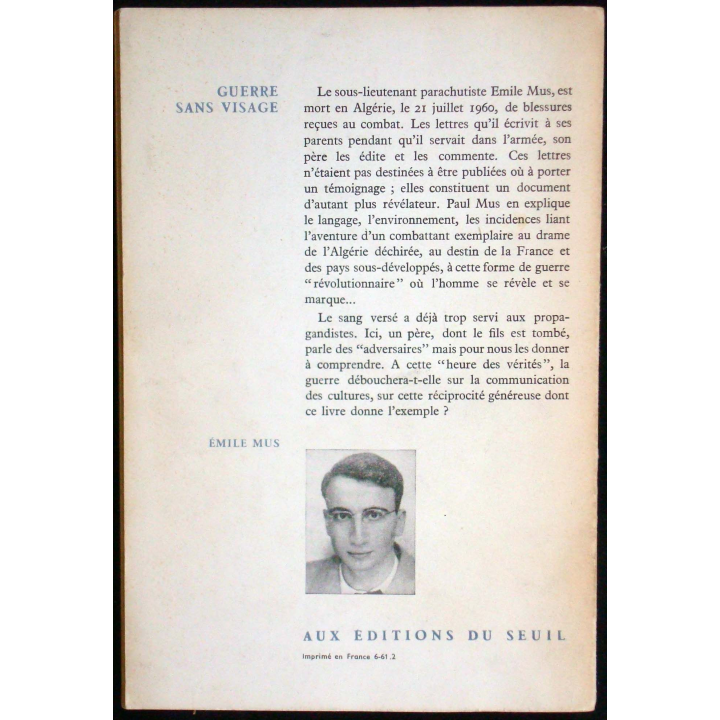 GUERRE
SANS VISAGE
Le sous-lieutenant parachutiste Emile Mus, est
mort en Algérie, le 21 juillet 1960, de blessures
reçues au combat. Les lettres qu'il écrivit à ses
parents pendant qu'il servait dans l'armée, son
père les édite et les commente. Ces lettres
n'étaient pas destinées à être publiées où à porter
un témoignage ; elles constituent un document
d'autant plus révélateur. Paul Mus en explique
le langage, l'environnement, les incidences liant
l'aventure d'un combattant exemplaire au drame
de l'Algérie déchirée, au destin de la France et
des pays sous-développés, à cette forme de guerre
"révolutionnaire" où l'homme se révèle et se
marque...
Le sang versé a déjà trop servi aux propa-
gandistes. Ici, un père, dont le fils est tombé,
parle des "adversaires" mais pour nous les donner
à comprendre. A cette "heure des vérités", la
guerre débouchera-t-elle sur la communication
des cultures, sur cette réciprocité généreuse dont
ce livre donne l'exemple ?
ÉMILE MUS
AUX ÉDITIONS DU SEUIL
Imprimé en France 6-61.2